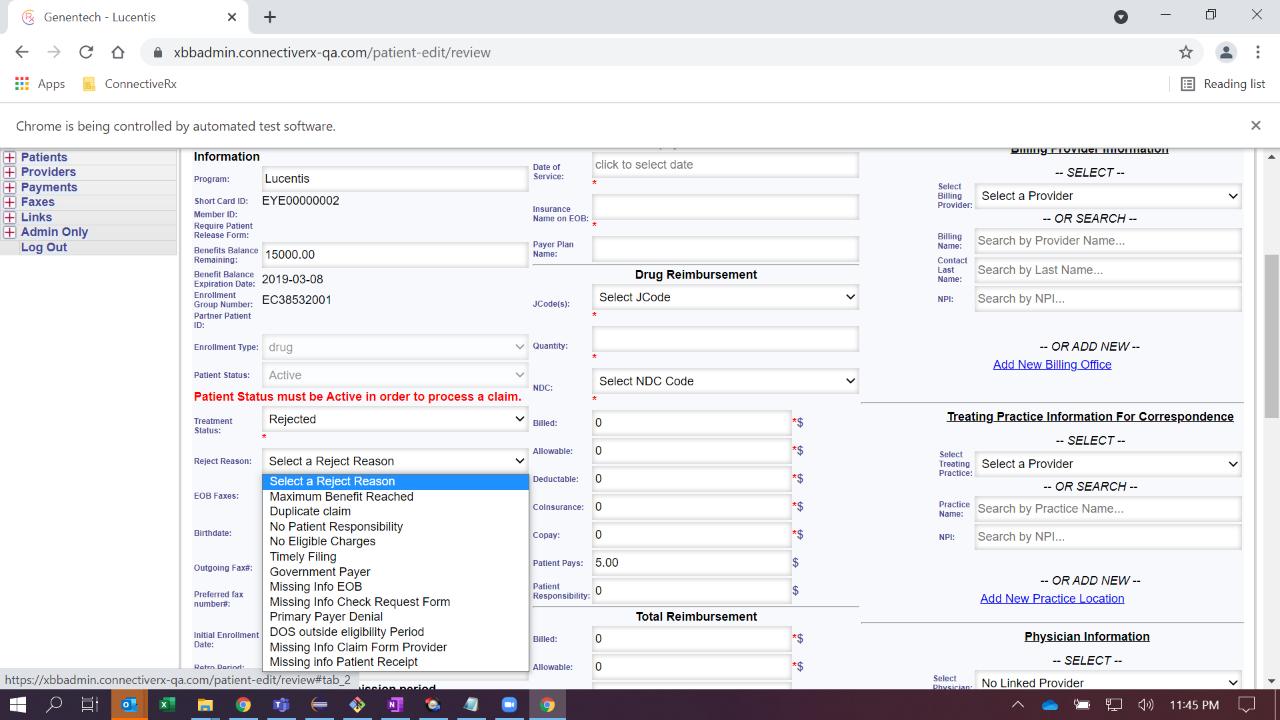 Genentech - Lucentis
xbbadmin.connectiverx-qa.com/patient-edit/review
Apps
ConnectiveRx
Reading list
Chrome is being controlled by automated test software.
Patients
Providers
Payments
Faxes
Links
Admin Only
Log Out
Information
Program:
Lucentis
Short Card ID:
EYE00000002
Member ID:
Require Patient
Release Form:
Benefits Balance
Remaining:
15000.00
Benefit Balance
Expiration Date:
2019-03-08
Enrollment
Group Number:
EC38532001
Partner Patient
ID:
Enrollment Type:
drug
Patient Status:
Active
Patient Status must be Active in order to process a claim.
Treatment
Status:
Rejected
*
Reject Reason:
Select a Reject Reason
Select a Reject Reason
Maximum Benefit Reached
Duplicate claim
No Patient Responsibility
No Eligible Charges
Timely Filing
Government Payer
Missing Info EOB
Missing Info Check Request Form
Primary Payer Denial
DOS outside eligibility Period
Missing Info Claim Form Provider
Missing info Patient Receipt
EOB Faxes:
Birthdate:
Outgoing Fax#:
Preferred fax
number#:
Initial Enrollment
Date:
Retro Period:
Date of
Service:
click to select date
*
Insurance
Name on EOB:
*
Payer Plan
Name:
Drug Reimbursement
JCode(s):
Select JCode
*
Quantity:
*
NDC:
Select NDC Code
*
Billed:
0
*$
Allowable:
0
*$
Deductable:
0
*$
CoInsurance:
0
*$
Copay:
0
*$
Patient Pays:
5.00
$
Patient
Responsibility:
0
$
Total Reimbursement
Billed:
0
*$
Allowable:
0
*$
Billing Provider Information
-- SELECT --
Select
Billing
Provider:
Select a Provider
-- OR SEARCH --
Billing
Name:
Search by Provider Name...
Contact
Last
Name:
Search by Last Name...
NPI:
Search by NPI...
-- OR ADD NEW --
Add New Billing Office
Treating Practice Information For Correspondence
-- SELECT --
Select
Treating
Practice:
Select a Provider
-- OR SEARCH --
Practice
Name:
Search by Practice Name...
NPI:
Search by NPI...
-- OR ADD NEW --
Add New Practice Location
Physician Information
-- SELECT --
Select
Physician:
No Linked Provider
https://xbbadmin.connectiverx-qa.com/patient-edit/review#tab_2
11:45 PM